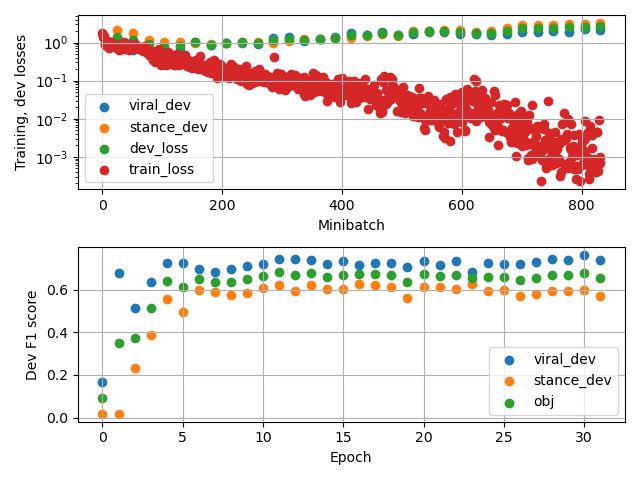 Training, dev losses
10⁰
10⁻¹
10⁻²
10⁻³
viral_dev
stance_dev
dev_loss
train_loss
0 200 400 600 800
Minibatch
Dev F1 score
0.6
0.4
0.2
0.0
viral_dev
stance_dev
obj
0 5 10 15 20 25 30
Epoch